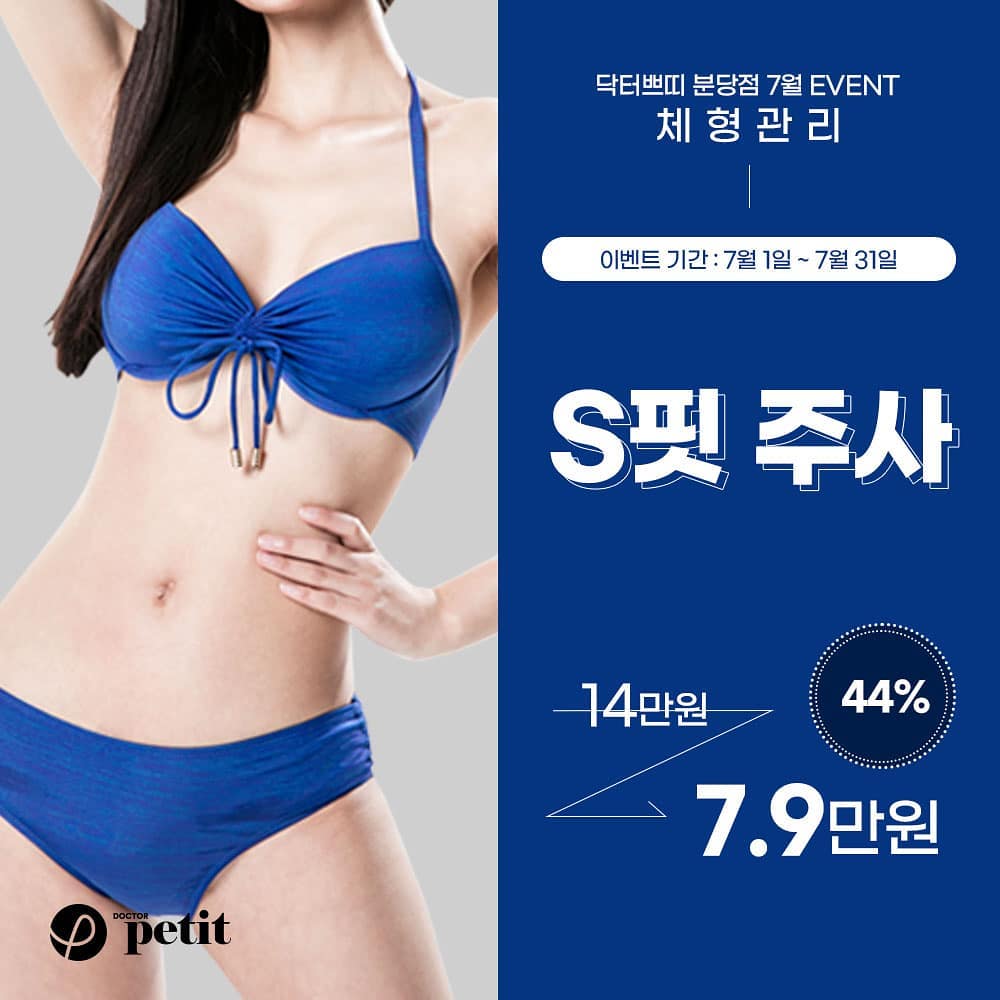 닥터쁘띠 분당점 7월 EVENT
체형관리
이벤트 기간 : 7월 1일 ~ 7월 31일
S핏 주사
14만원
44%
7.9만원
DOCTOR
petit